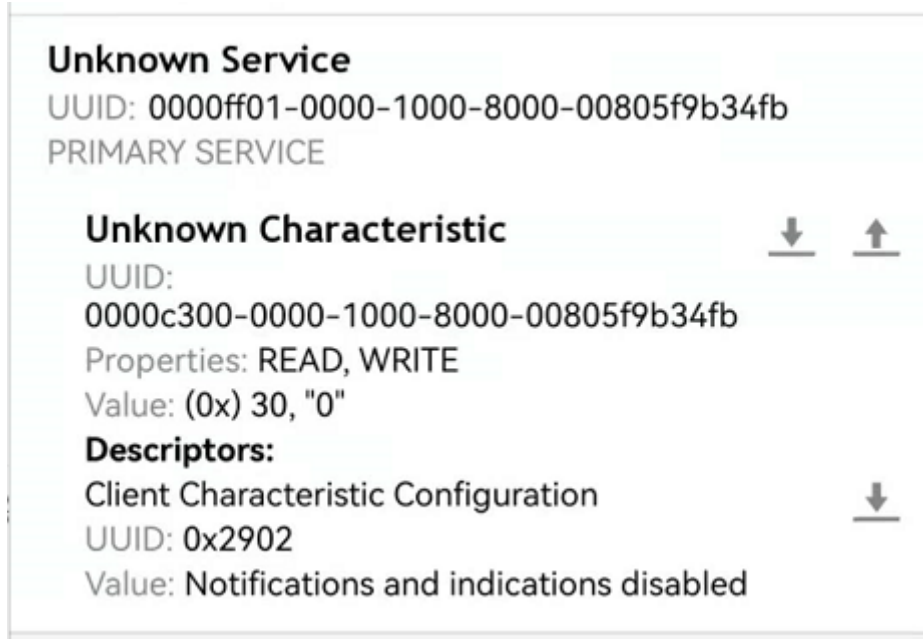 Unknown Service
UUID: 0000ff01-0000-1000-8000-00805f9b34fb
PRIMARY SERVICE
Unknown Characteristic
UUID:
0000c300-0000-1000-8000-00805f9b34fb
Properties: READ, WRITE
Value: (0x) 30, "0"
Descriptors:
Client Characteristic Configuration
UUID: 0x2902
Value: Notifications and indications disabled